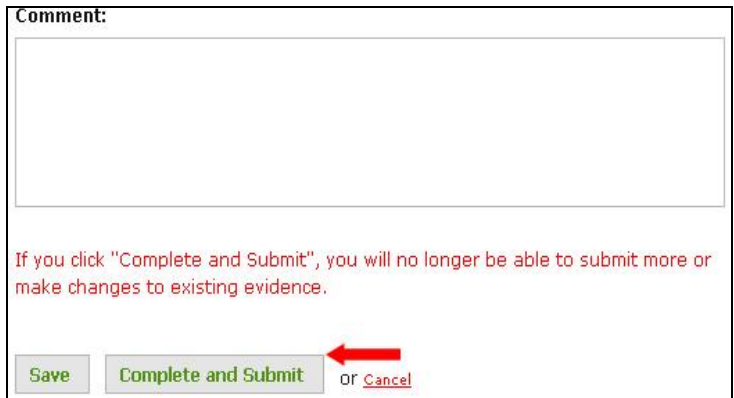 Comment:
If you click "Complete and Submit", you will no longer be able to submit more or
make changes to existing evidence.
Save Complete and Submit or Cancel